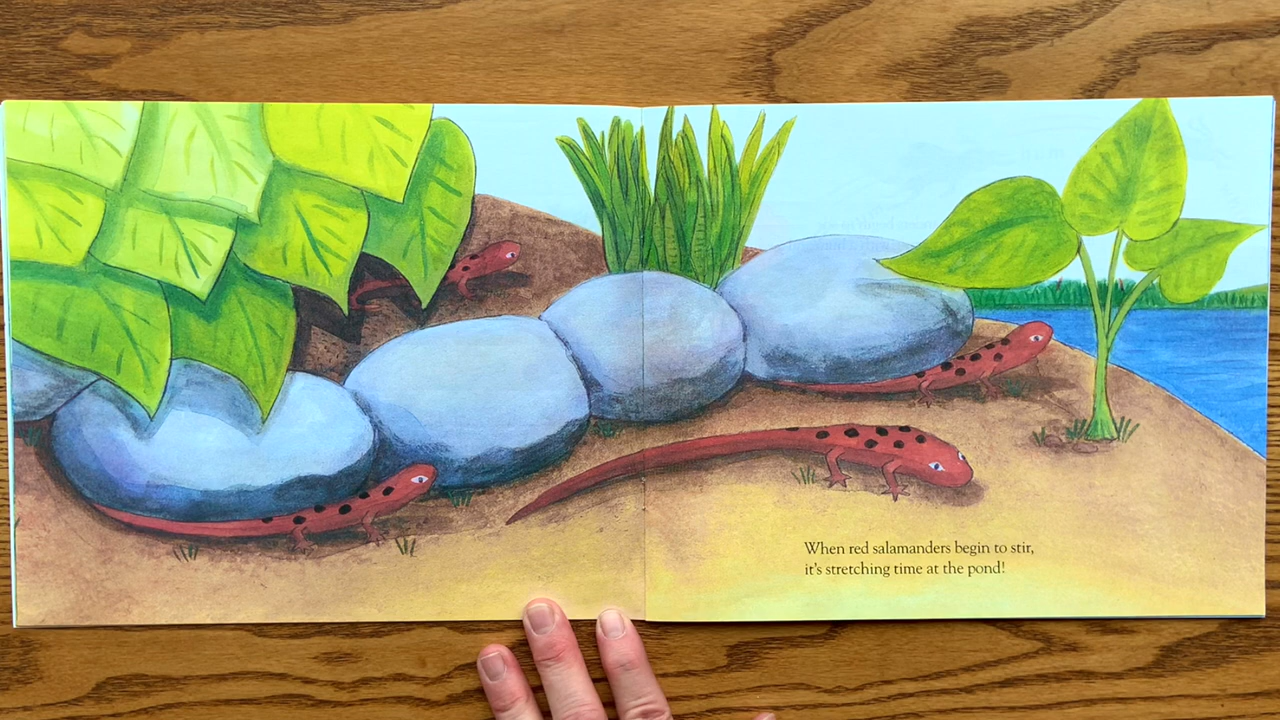 When red salamanders begin to stir,
it's stretching time at the pond!